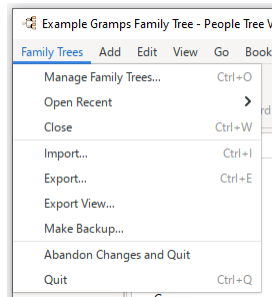 Example Gramps Family Tree - People Tree
Family Trees Add Edit View Go Book
Manage Family Trees... Ctrl+O
Open Recent
Close Ctrl+W
Import... Ctrl+I
Export... Ctrl+E
Export View...
Make Backup...
Abandon Changes and Quit
Quit Ctrl+Q